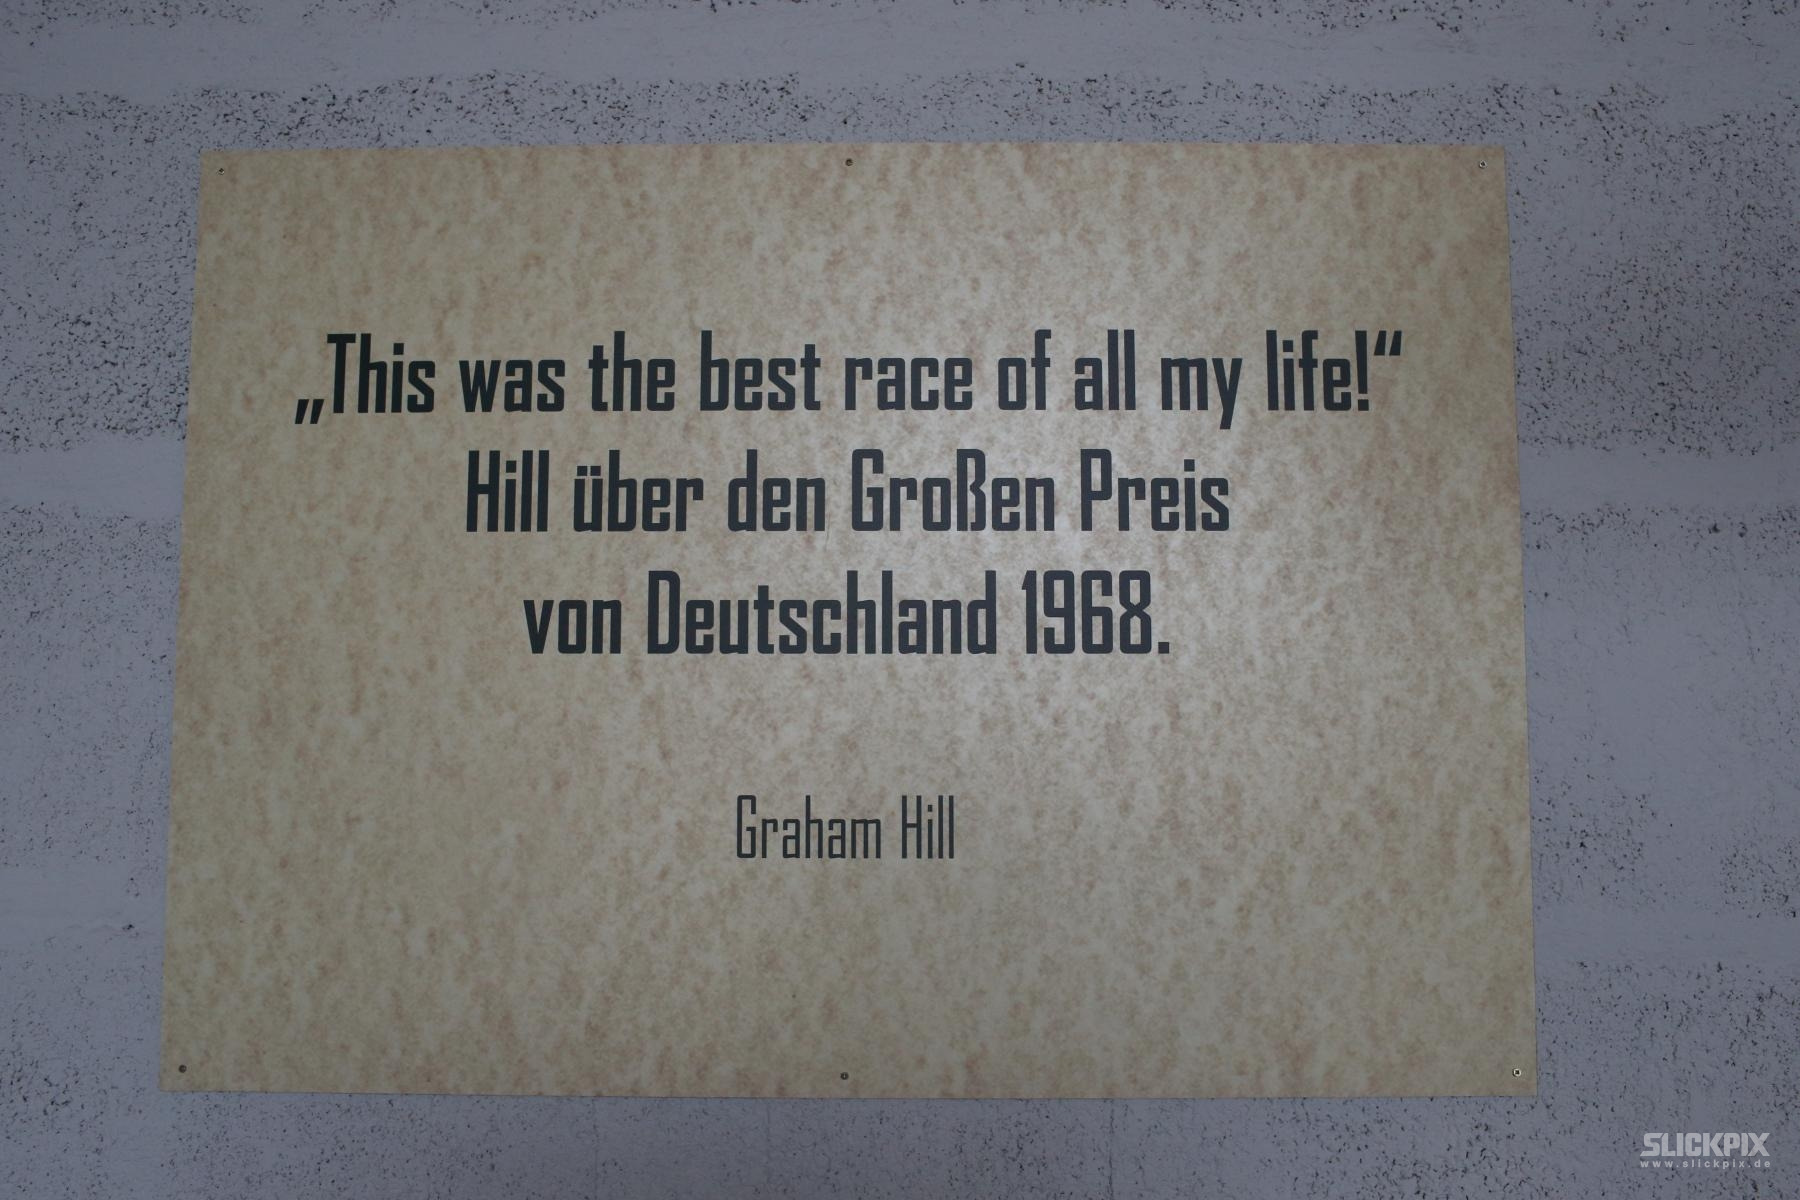 „This was the best race of all my life!“
Hill über den Großen Preis
von Deutschland 1968.
Graham Hill
SLICKPIX
www.slickpix.de